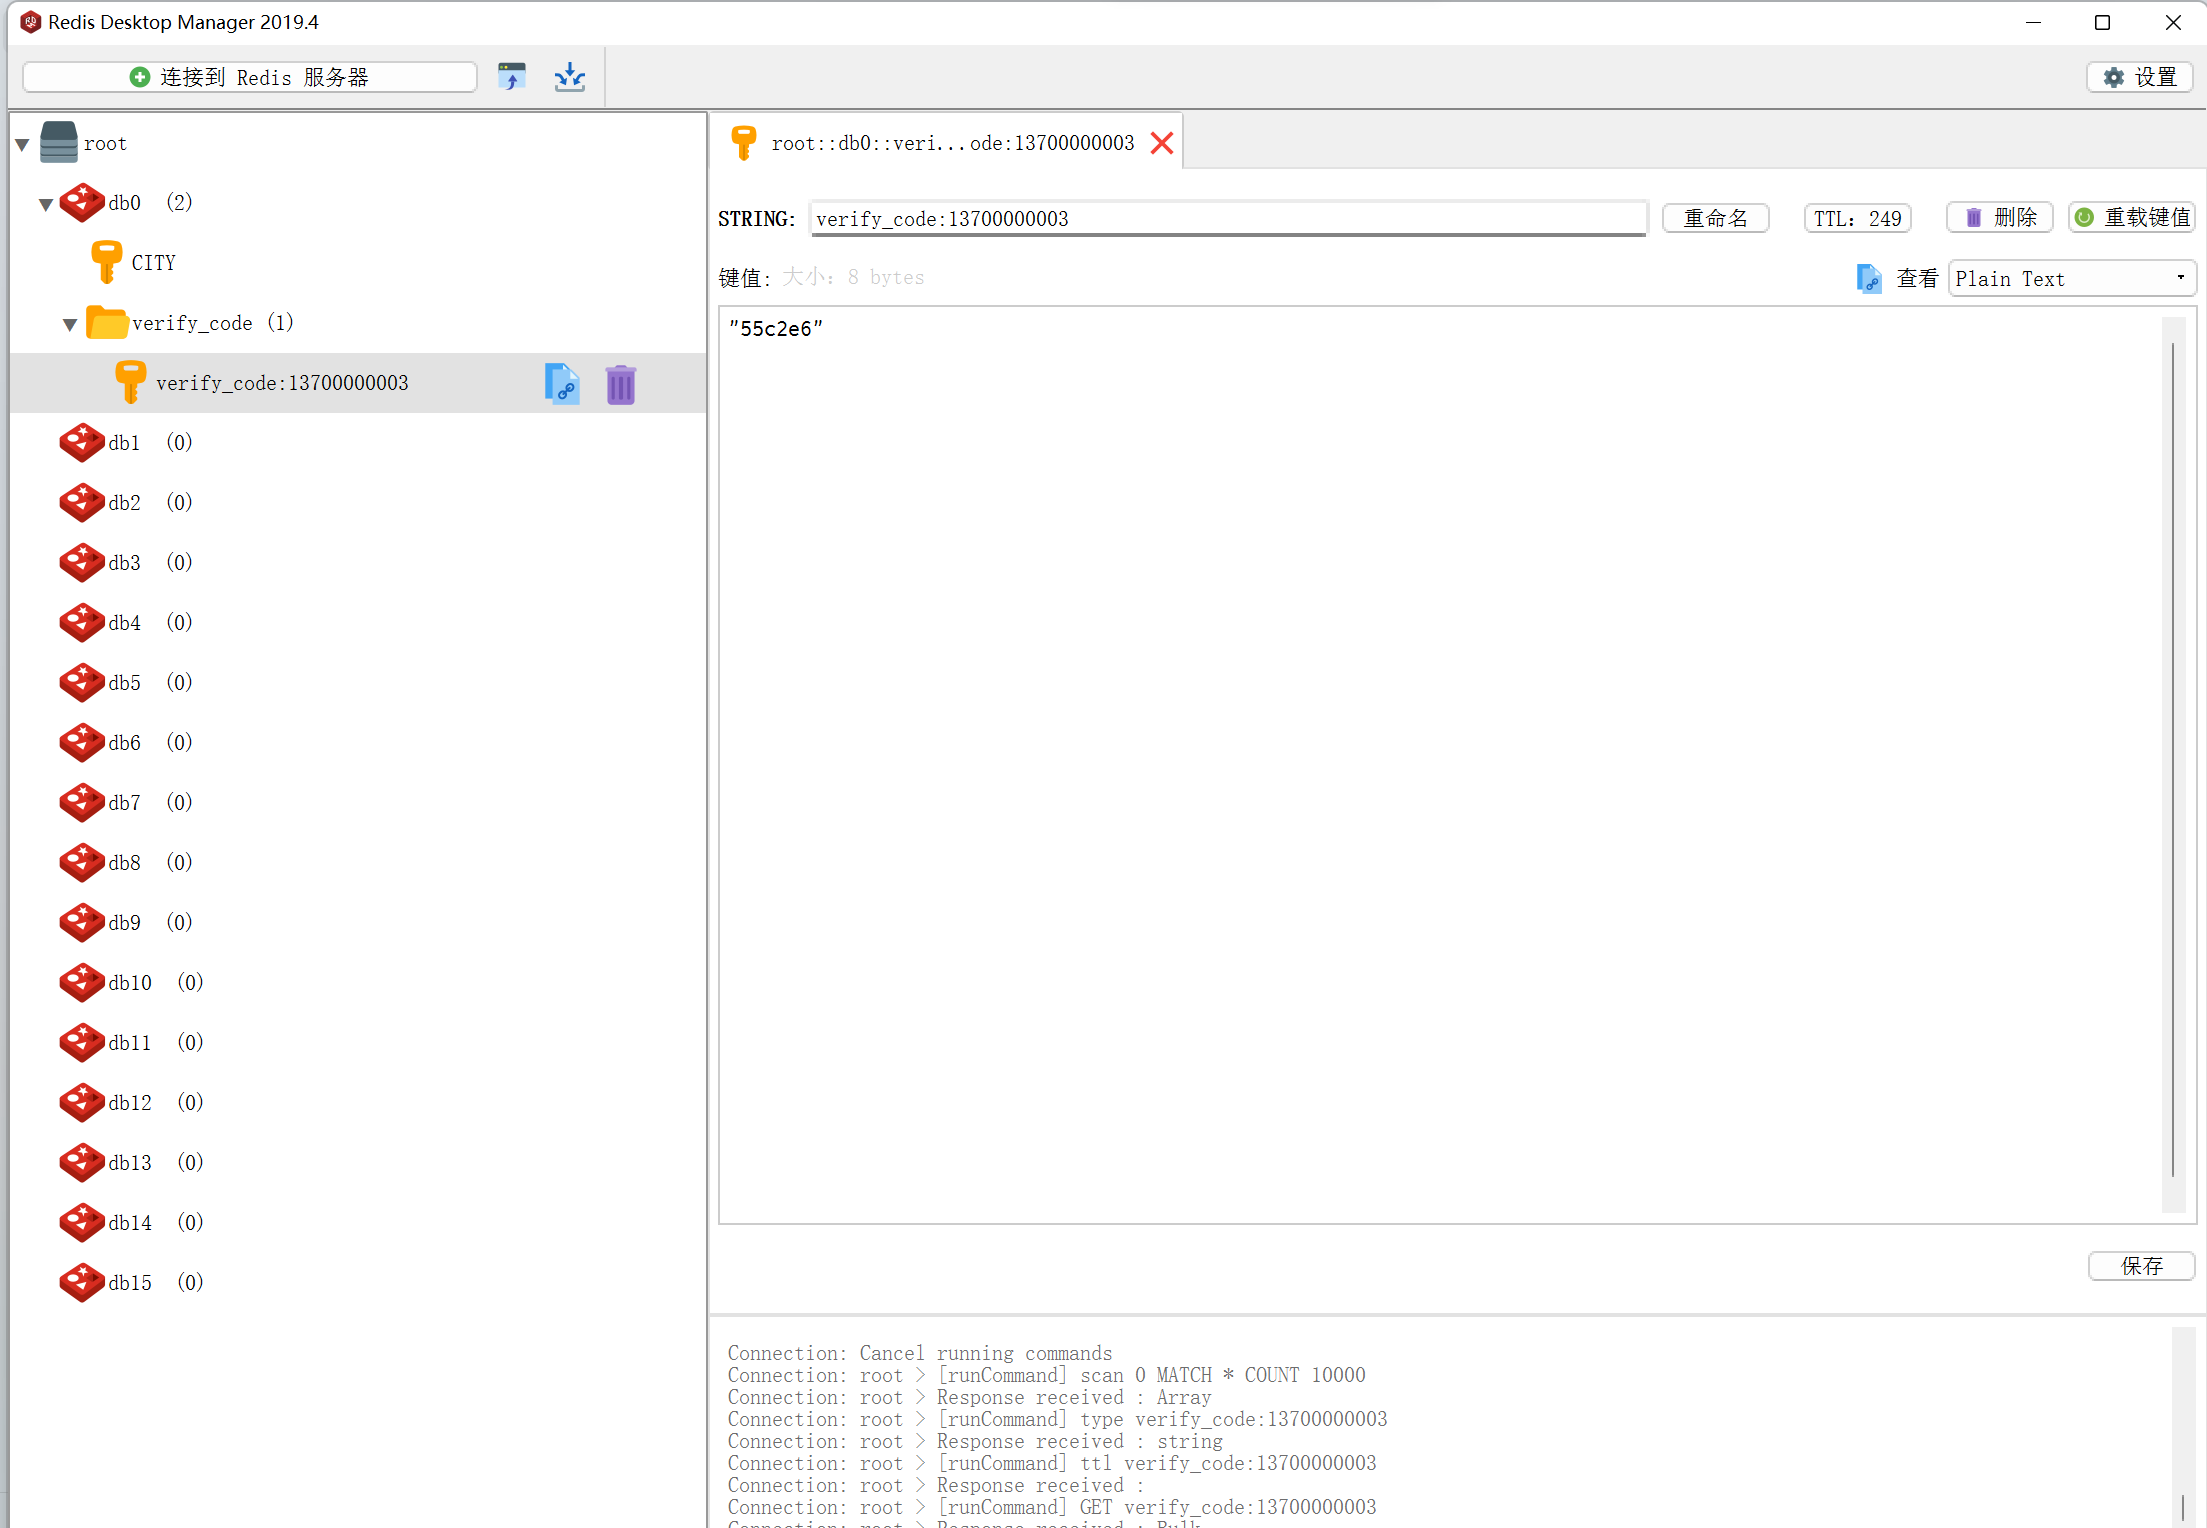 Redis Desktop Manager 2019.4
连接到 Redis 服务器
设置
root
db0 (2)
CITY
verify_code (1)
verify_code:13700000003
db1 (0)
db2 (0)
db3 (0)
db4 (0)
db5 (0)
db6 (0)
db7 (0)
db8 (0)
db9 (0)
db10 (0)
db11 (0)
db12 (0)
db13 (0)
db14 (0)
db15 (0)
root::db0::veri...ode:13700000003
STRING: verify_code:13700000003 重命名 TTL: 249 删除 重载键值
键值: 大小: 8 bytes 查看 Plain Text
"55c2e6"
保存
Connection: Cancel running commands
Connection: root > [runCommand] scan 0 MATCH * COUNT 10000
Connection: root > Response received : Array
Connection: root > [runCommand] type verify_code:13700000003
Connection: root > Response received : string
Connection: root > [runCommand] ttl verify_code:13700000003
Connection: root > Response received :
Connection: root > [runCommand] GET verify_code:13700000003
Connection: root > Response received : Bulk